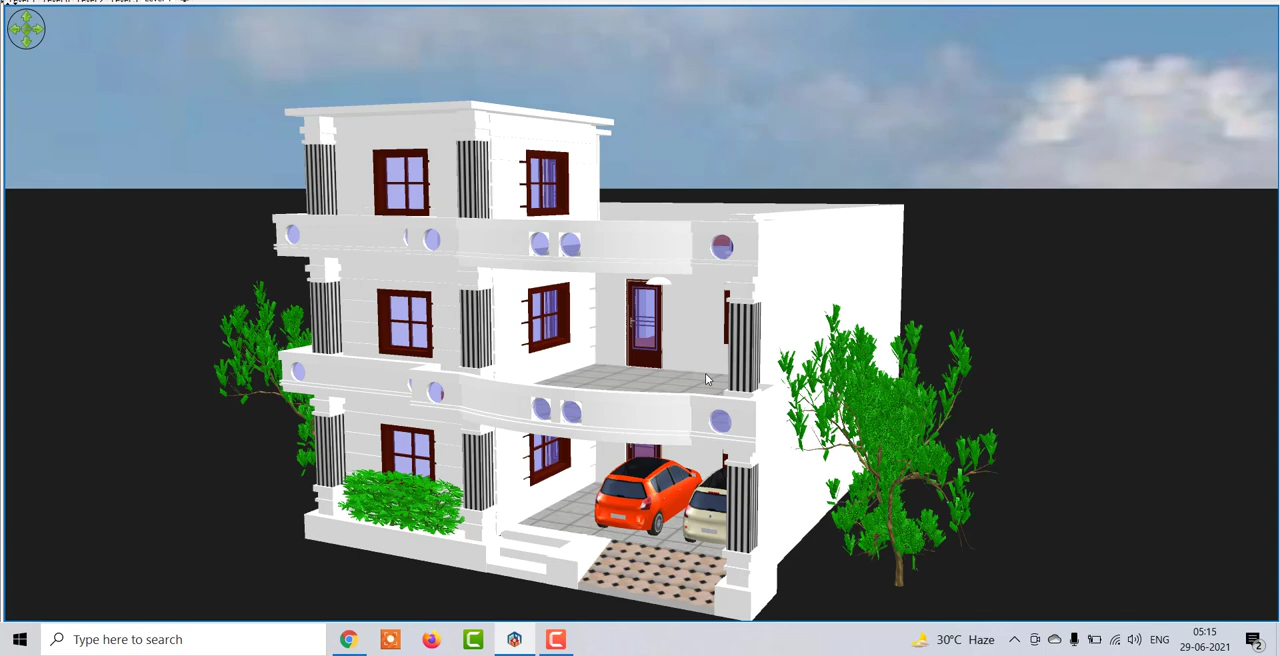 Type here to search
30°C Haze
ENG
05:15
29-06-2021
2